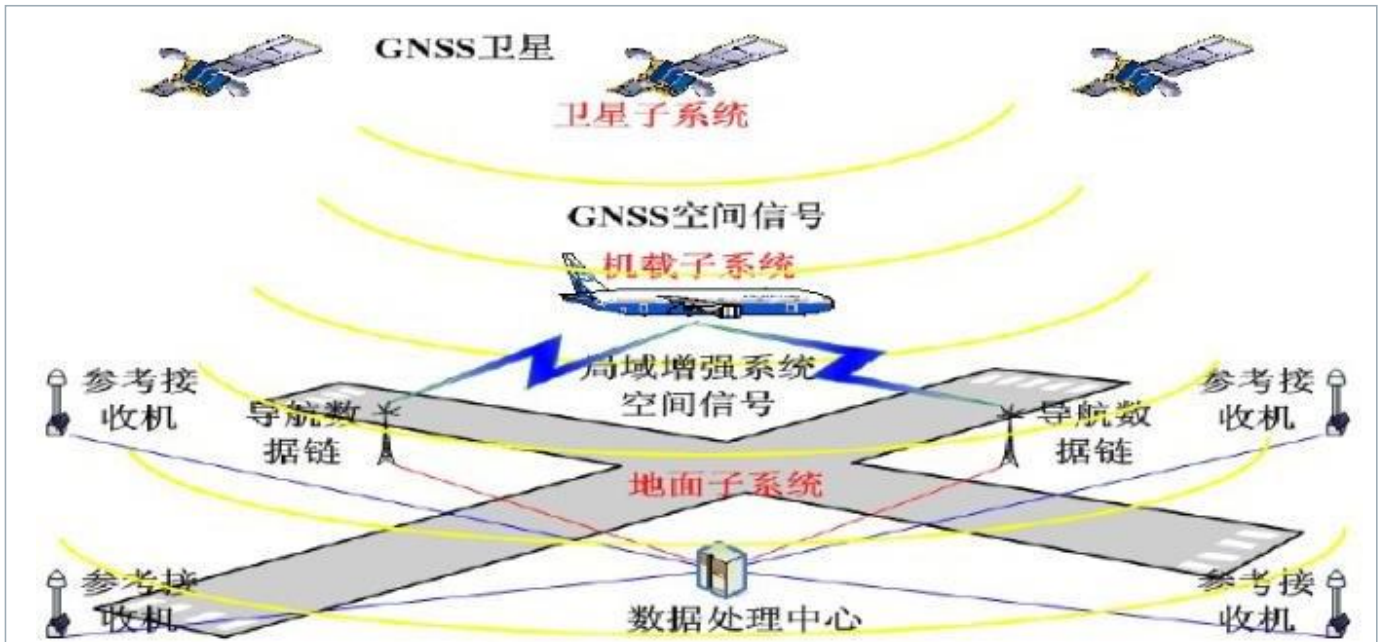 GNSS卫星
卫星子系统
GNSS空间信号
机载子系统
局域增强系统
空间信号
参考接
收机
导航数
据链
导航数
据链
参考接
收机
地面子系统
参考接
收机
数据处理中心
参考接
收机